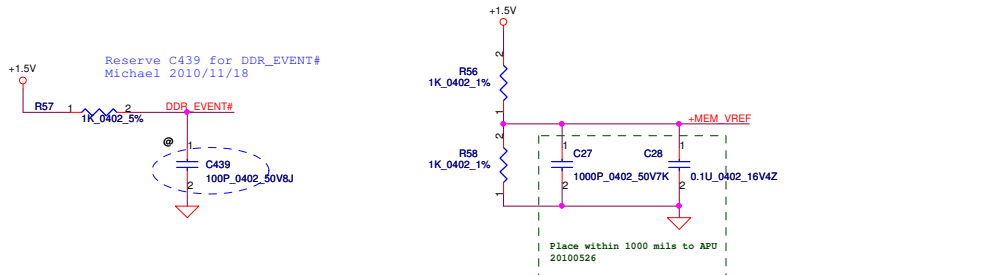 +1.5V
Reserve C439 for DDR_EVENT#
Michael 2010/11/18
+1.5V
R57
1
2
1K_0402_5%
DDR_EVENT#
@
1
C439
100P_0402_50V8J
2
2
R56
1K_0402_1%
1
+MEM_VREF
2
R58
1K_0402_1%
1
1
C27
1000P_0402_50V7K
2
1
C28
0.1U_0402_16V4Z
2
Place within 1000 mils to APU
20100526